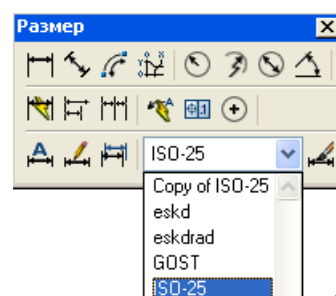 Размер
ISO-25
Copy of ISO-25
eskd
eskdrad
GOST
ISO-25